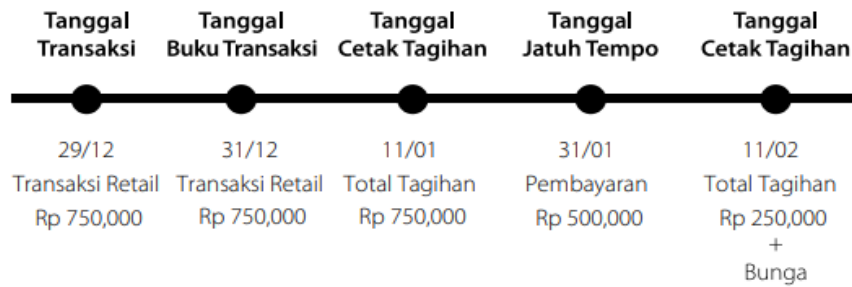 Tanggal Transaksi
Tanggal Buku Transaksi
Tanggal Cetak Tagihan
Tanggal Jatuh Tempo
Tanggal Cetak Tagihan
29/12
Transaksi Retail
Rp 750,000
31/12
Transaksi Retail
Rp 750,000
11/01
Total Tagihan
Rp 750,000
31/01
Pembayaran
Rp 500,000
11/02
Total Tagihan
Rp 250,000
+
Bunga